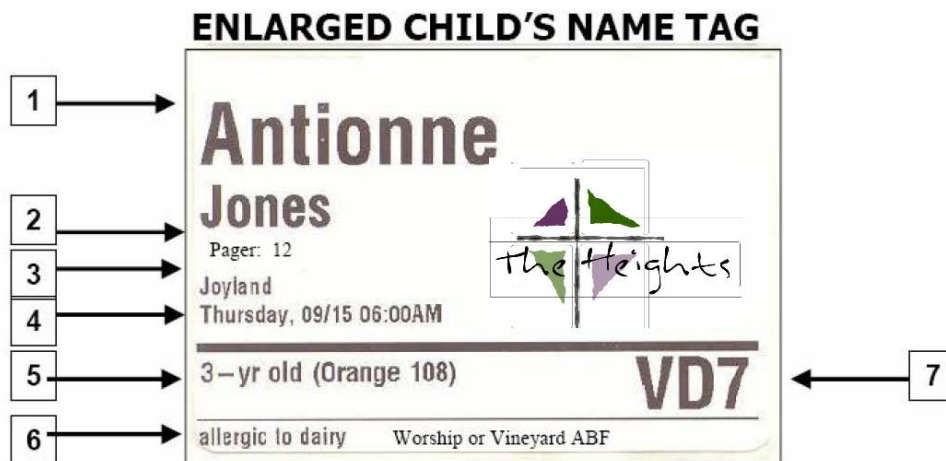 ENLARGED CHILD'S NAME TAG
1
Antionne
2
Jones
Pager: 12
The Heights
3
Joyland
4
Thursday, 09/15 06:00AM
5
3-yr old (Orange 108)
VD7
7
6
allergic to dairy Worship or Vineyard ABF